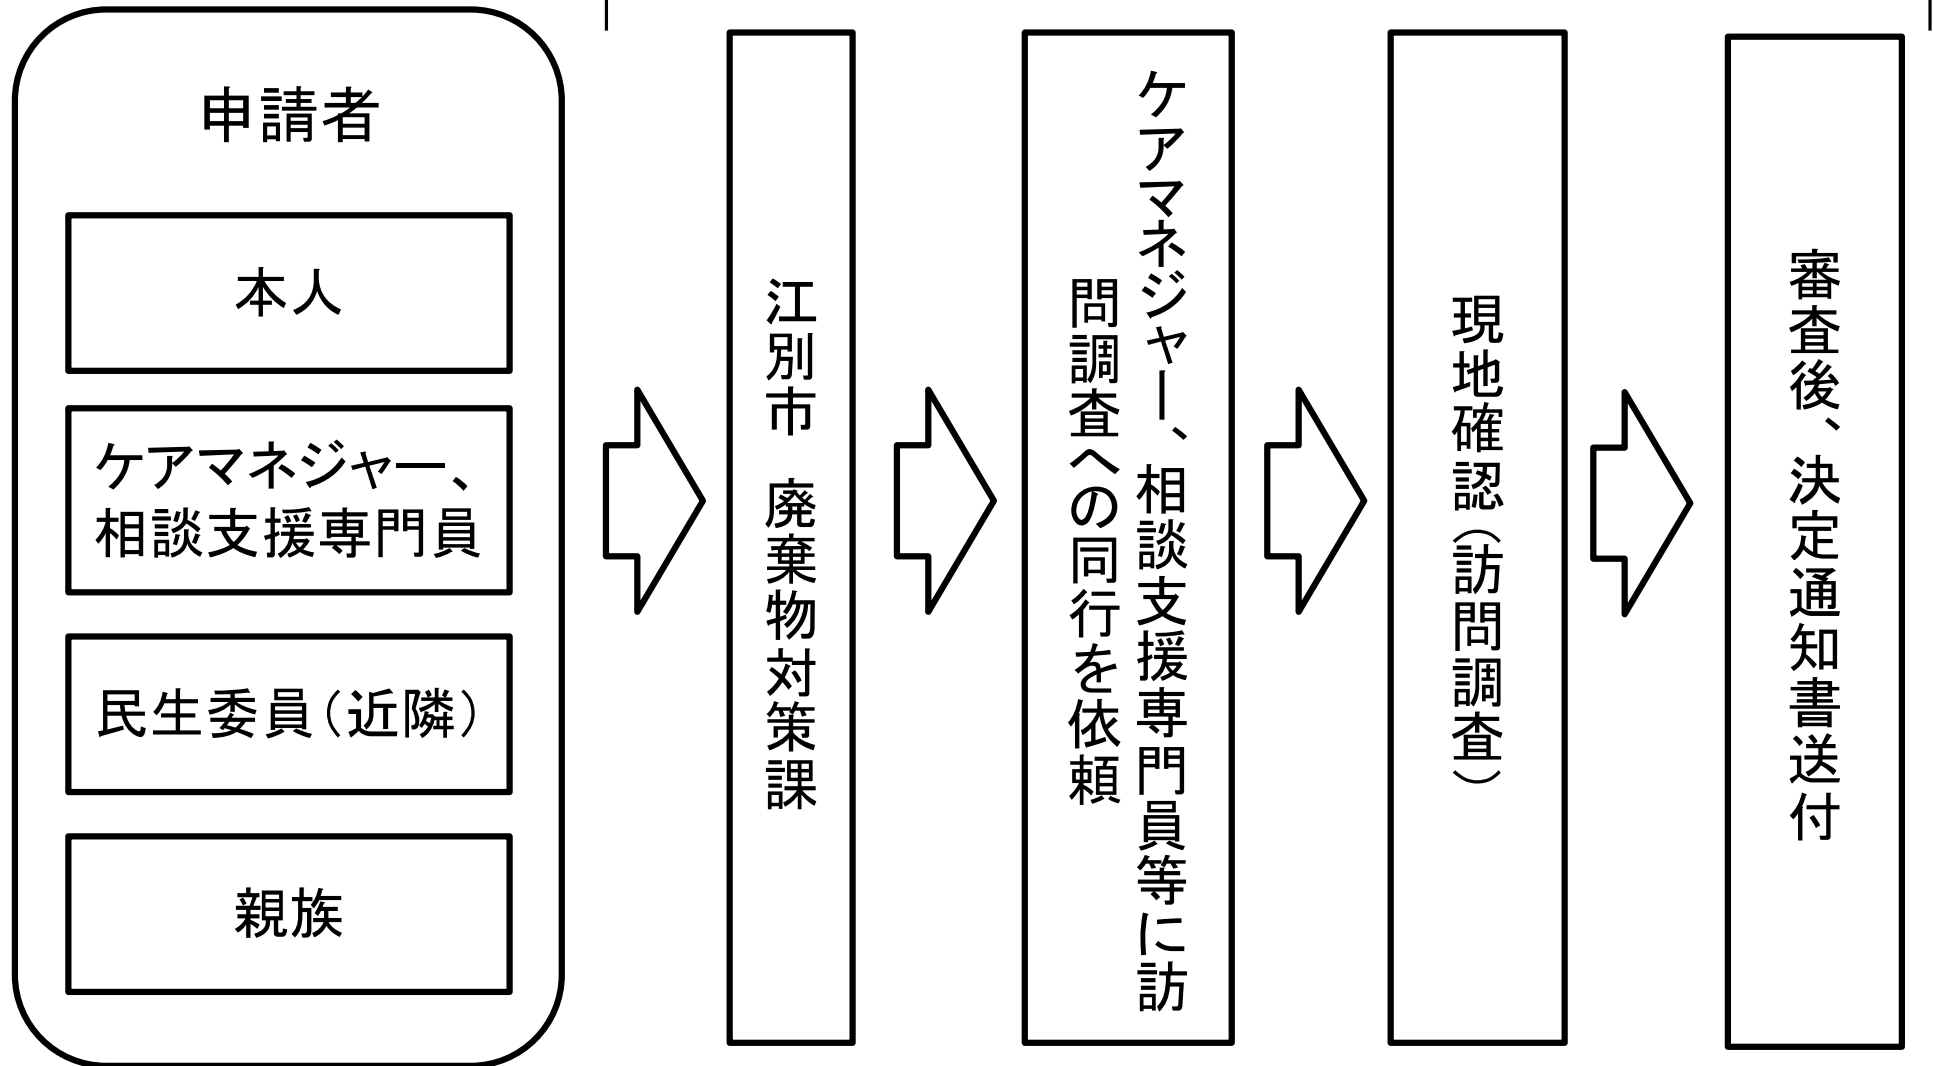 申請者
本人
ケアマネジャー、
相談支援専門員
民生委員（近隣）
親族
江別市 廃棄物対策課
ケアマネジャー、相談支援専門員等に訪
問調査への同行を依頼
現地確認（訪問調査）
審査後、決定通知書送付